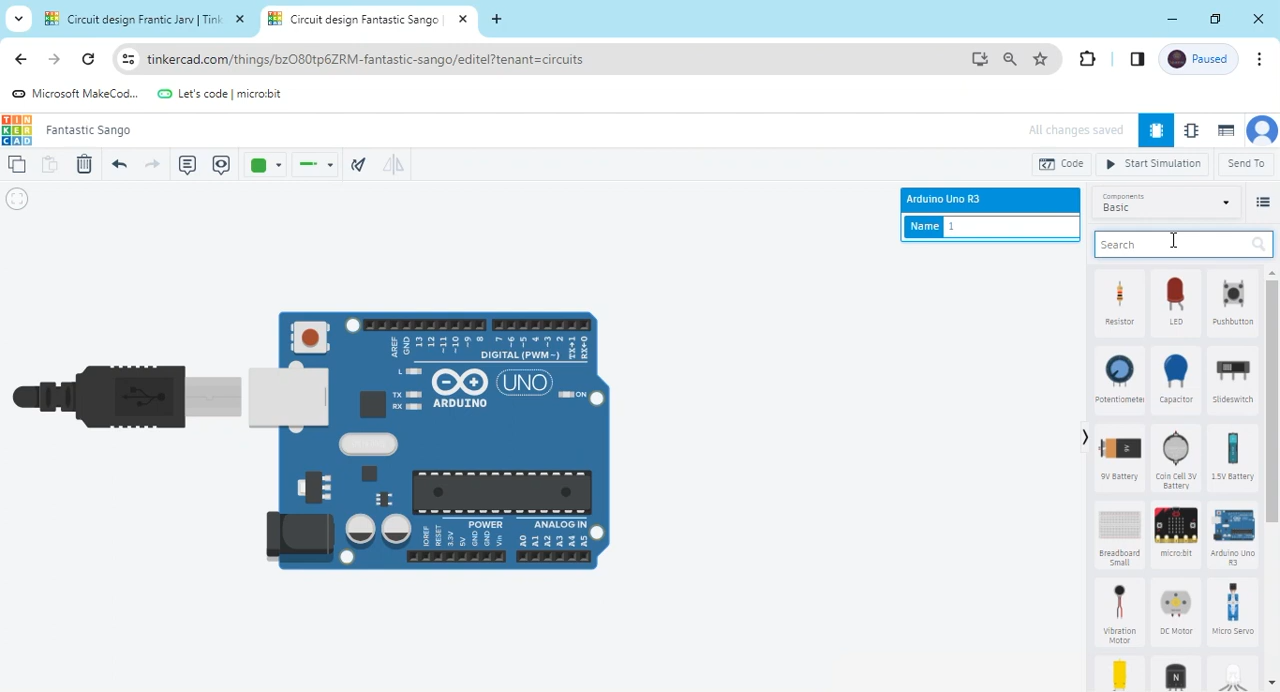 Circuit design Frantic Jarv | Tink
Circuit design Fantastic Sango |
tinkercad.com/things/bzO80tp6ZRM-fantastic-sango/editel?tenant=circuits
Paused
Microsoft MakeCod...
Let's code | micro:bit
TIN
KER
CAD
Fantastic Sango
All changes saved
Code
Start Simulation
Send To
Arduino Uno R3
Name 1
Components
Basic
Search
Resistor
LED
Pushbutton
Potentiometer
Capacitor
Slideswitch
9V
9V Battery
Coin Cell 3V
Battery
1.5V Battery
Breadboard
Small
micro:bit
Arduino Uno
R3
Vibration
Motor
DC Motor
Micro Servo
N
AREF
GND
13
12
~11
~10
~9
8
7
~6
~5
4
~3
2
TX→1
RX←0
DIGITAL (PWM~)
L
TX
RX
ARDUINO
UNO
ON
POWER
ANALOG IN
IOREF
RESET
3.3V
5V
GND
GND
Vin
A0
A1
A2
A3
A4
A5